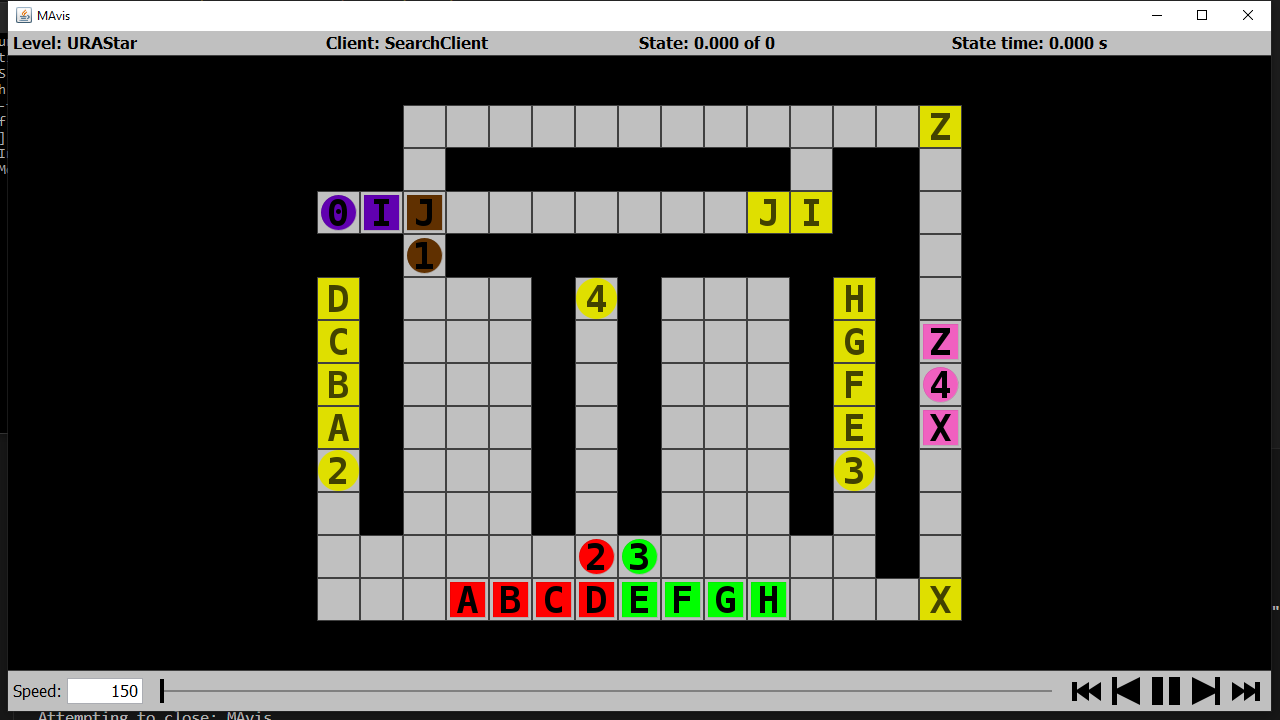 MAvis
Level: URAStar Client: SearchClient State: 0.000 of 0 State time: 0.000 s
Z
0 I J J I
1
D 4 H
C G Z
B F 4
A E X
2 3
2 3
A B C D E F G H X
Speed: 150
Attempting to close: MAvis